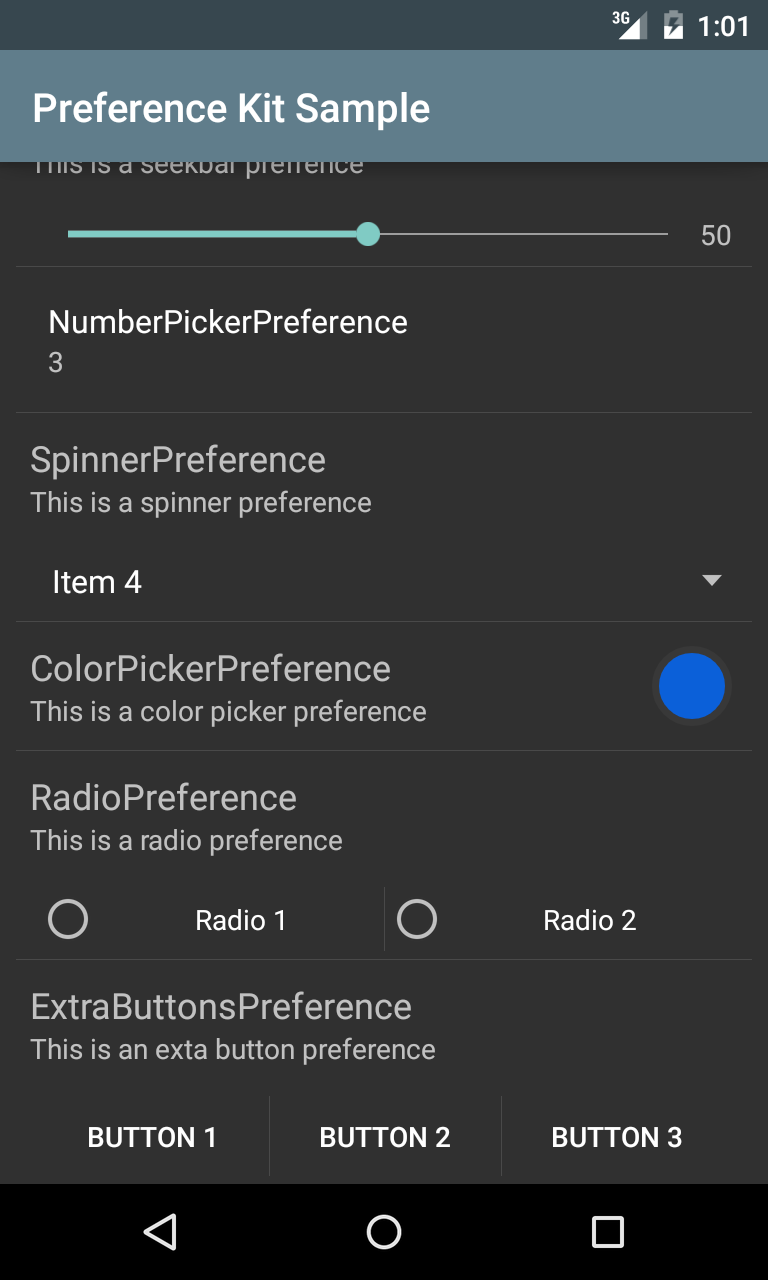 3G 1:01
Preference Kit Sample
This is a seekbar prefrence
50
NumberPickerPreference
3
SpinnerPreference
This is a spinner preference
Item 4
ColorPickerPreference
This is a color picker preference
RadioPreference
This is a radio preference
Radio 1 Radio 2
ExtraButtonsPreference
This is an exta button preference
BUTTON 1 BUTTON 2 BUTTON 3